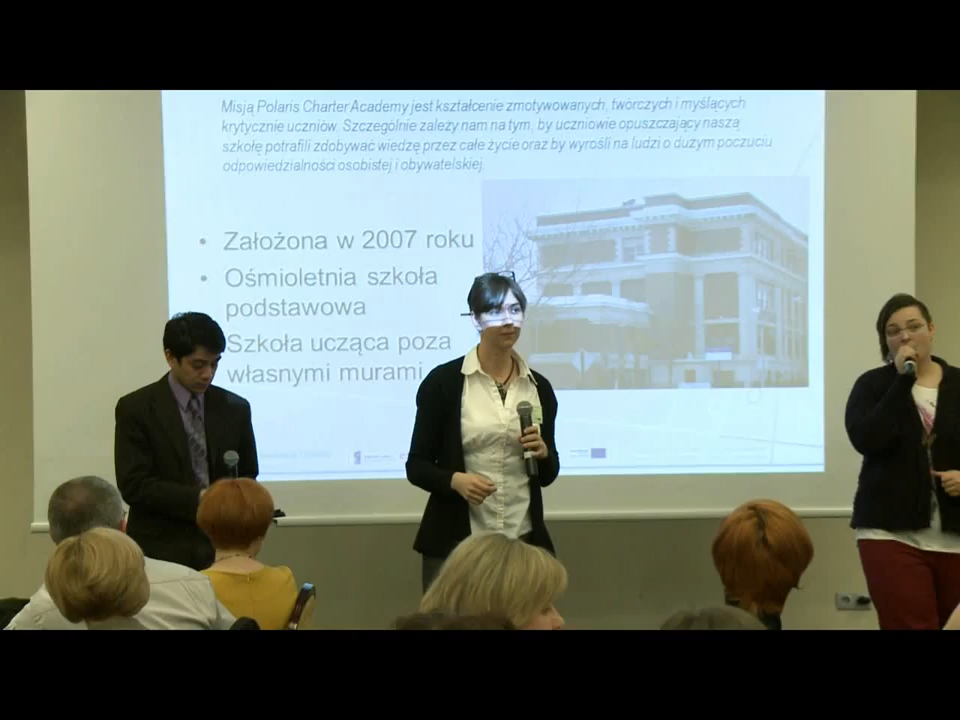 Misją Polaris Charter Academy jest kształcenie zmotywowanych, twórczych i myślących
krytycznie uczniów. Szczególnie zależy nam na tym, by uczniowie opuszczający naszą
szkołę potrafili zdobywać wiedzę przez całe życie oraz by wyrośli na ludzi o dużym poczuciu
odpowiedzialności osobistej i obywatelskiej.
• Założona w 2007 roku
• Ośmioletnia szkoła
podstawowa
Szkoła ucząca poza
własnymi murami